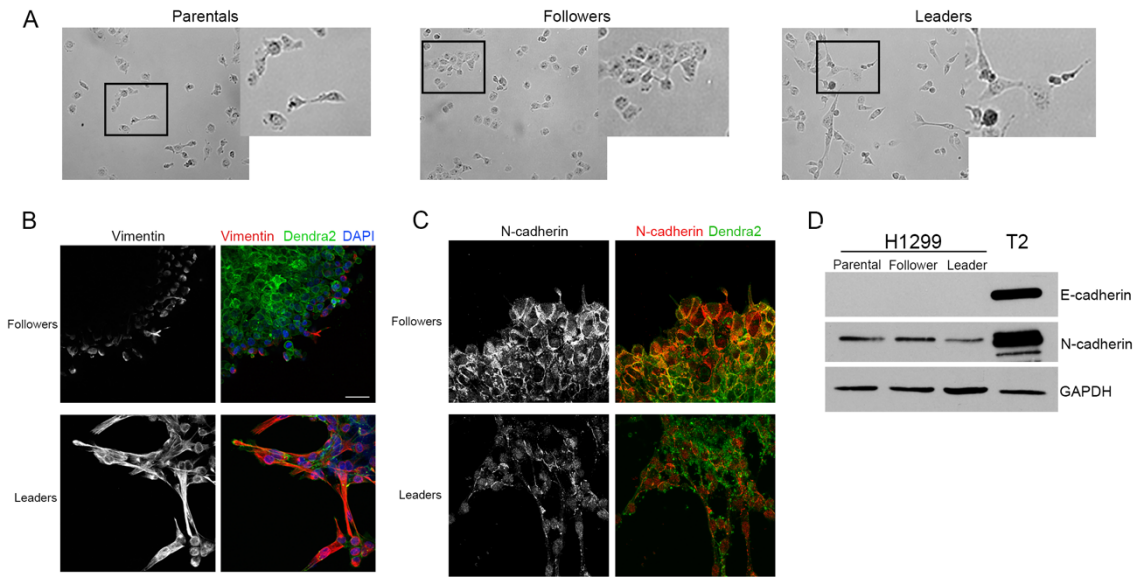 A
Parentals
Followers
Leaders
B
Vimentin
Vimentin Dendra2 DAPI
Followers
Leaders
C
N-cadherin
N-cadherin Dendra2
Followers
Leaders
D
H1299
T2
Parental Follower Leader
E-cadherin
N-cadherin
GAPDH